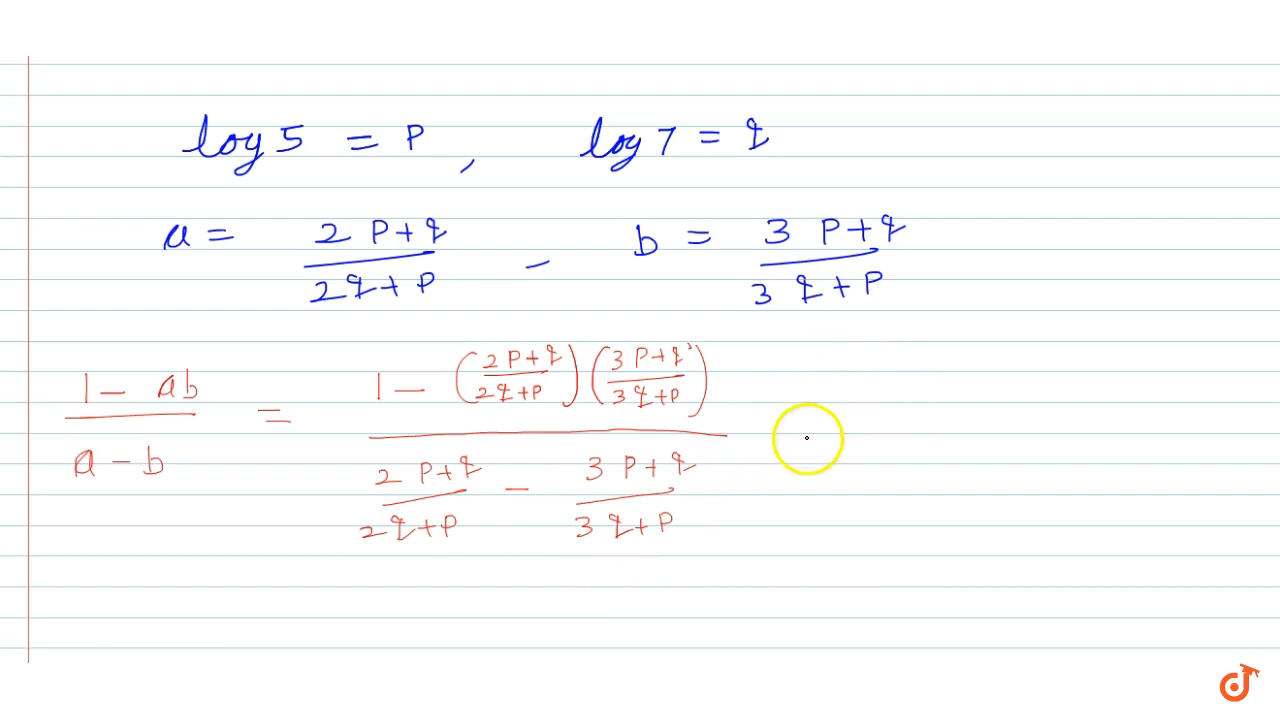 log 5 = p, log 7 = q
a = (2p+q)/(2q+p) - b = (3p+q)/(3q+p)
(1 - ab)/(a - b) = (1 - ((2p+q)/(2q+p))((3p+q)/(3q+p)))/((2p+q)/(2q+p) - (3p+q)/(3q+p))